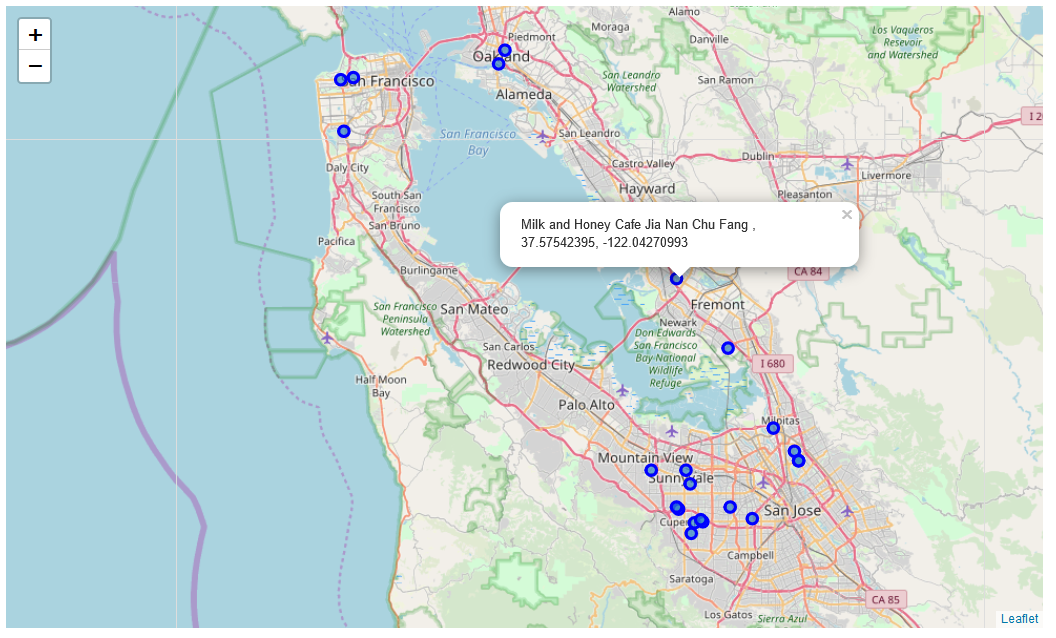 +
−
Alamo
Moraga
Piedmont
Danville
Los Vaqueros
Resevoir
and Watershed
Oakland
San Leandro
Watershed
San Ramon
Alameda
I 20
San Francisco
Bay
San Leandro
Castro Valley
Dublin
Livermore
Daly City
Hayward
Pleasanton
South San
Francisco
San Bruno
Pacifica
Milk and Honey Cafe Jia Nan Chu Fang ,
37.57542395, -122.04270993
×
Burlingame
CA 84
San Francisco
Peninsula
Watershed
San Mateo
Fremont
Newark
Don Edwards
San Francisco
Bay National
Wildlife
Refuge
San Carlos
Redwood City
I 680
Half Moon
Bay
Palo Alto
Milpitas
Mountain View
Sunnyvale
San Jose
Campbell
Saratoga
CA 85
Los Gatos
Sierra Azul
Leaflet